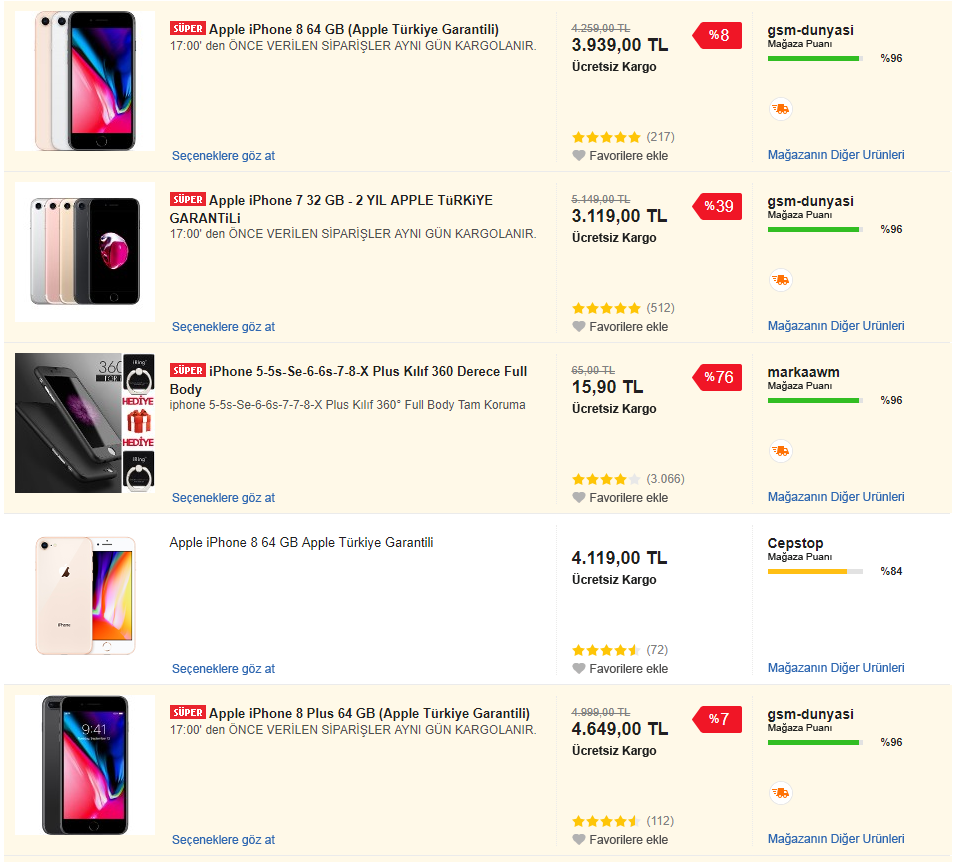 SÜPER Apple iPhone 8 64 GB (Apple Türkiye Garantili)
17:00' den ÖNCE VERİLEN SİPARİŞLER AYNI GÜN KARGOLANIR.
Seçeneklere göz at
4.259,00 TL
3.939,00 TL
Ücretsiz Kargo
%8
(217)
Favorilere ekle
gsm-dunyasi
Mağaza Puanı
%96
Mağazanın Diğer Ürünleri
SÜPER Apple iPhone 7 32 GB - 2 YIL APPLE TüRKiYE
GARANTiLi
17:00' den ÖNCE VERİLEN SİPARİŞLER AYNI GÜN KARGOLANIR.
Seçeneklere göz at
5.149,00 TL
3.119,00 TL
Ücretsiz Kargo
%39
(512)
Favorilere ekle
gsm-dunyasi
Mağaza Puanı
%96
Mağazanın Diğer Ürünleri
360
iRing
HEDİYE
HEDİYE
iRing
SÜPER iPhone 5-5s-Se-6-6s-7-8-X Plus Kılıf 360 Derece Full
Body
iphone 5-5s-Se-6-6s-7-7-8-X Plus Kılıf 360° Full Body Tam Koruma
Seçeneklere göz at
65,00 TL
15,90 TL
Ücretsiz Kargo
%76
(3.066)
Favorilere ekle
markaawm
Mağaza Puanı
%96
Mağazanın Diğer Ürünleri
iPhone
Apple iPhone 8 64 GB Apple Türkiye Garantili
Seçeneklere göz at
4.119,00 TL
Ücretsiz Kargo
(72)
Favorilere ekle
Cepstop
Mağaza Puanı
%84
Mağazanın Diğer Ürünleri
9:41
SÜPER Apple iPhone 8 Plus 64 GB (Apple Türkiye Garantili)
17:00' den ÖNCE VERİLEN SİPARİŞLER AYNI GÜN KARGOLANIR.
Seçeneklere göz at
4.999,00 TL
4.649,00 TL
Ücretsiz Kargo
%7
(112)
Favorilere ekle
gsm-dunyasi
Mağaza Puanı
%96
Mağazanın Diğer Ürünleri